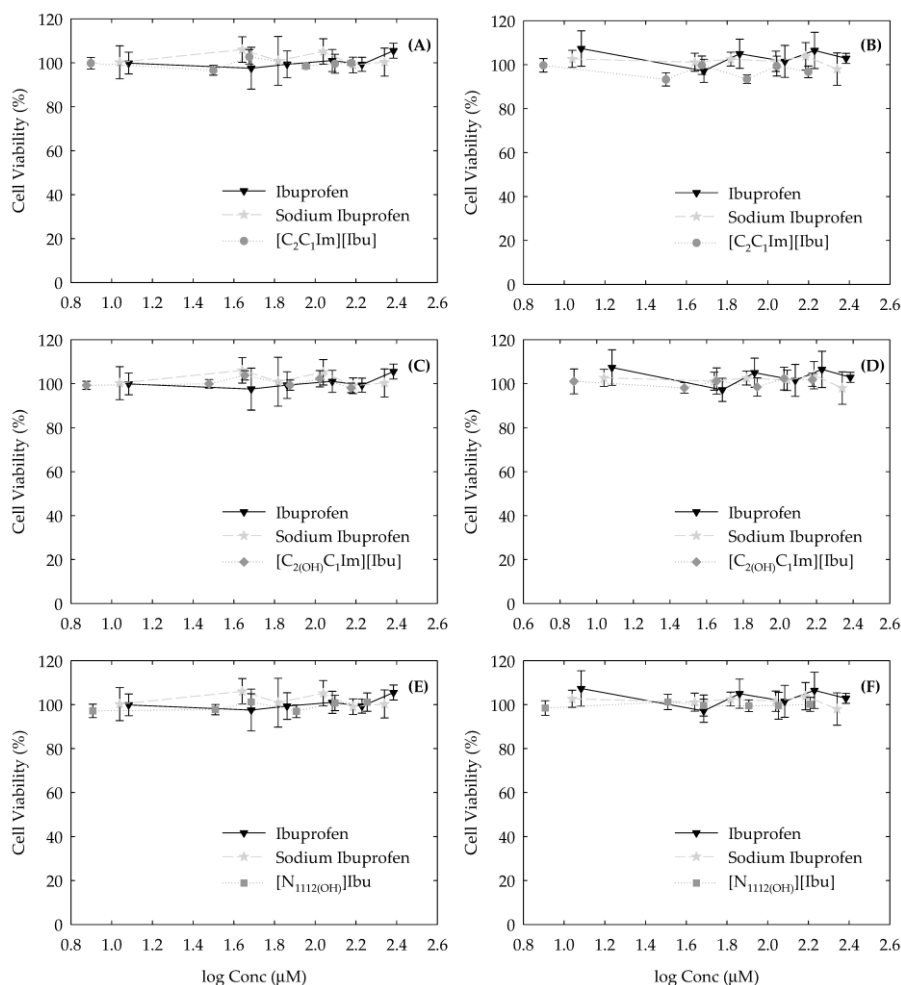 120
(A)
100
80
60
40
20
0
Cell Viability (%)
Ibuprofen
Sodium Ibuprofen
[C2C1Im][Ibu]
0.8 1.0 1.2 1.4 1.6 1.8 2.0 2.2 2.4 2.6
120
(B)
100
80
60
40
20
0
Cell Viability (%)
Ibuprofen
Sodium Ibuprofen
[C2C1Im][Ibu]
0.8 1.0 1.2 1.4 1.6 1.8 2.0 2.2 2.4 2.6
120
(C)
100
80
60
40
20
0
Cell Viability (%)
Ibuprofen
Sodium Ibuprofen
[C2(OH)C1Im][Ibu]
0.8 1.0 1.2 1.4 1.6 1.8 2.0 2.2 2.4 2.6
120
(D)
100
80
60
40
20
0
Cell Viability (%)
Ibuprofen
Sodium Ibuprofen
[C2(OH)C1Im][Ibu]
0.8 1.0 1.2 1.4 1.6 1.8 2.0 2.2 2.4 2.6
120
(E)
100
80
60
40
20
0
Cell Viability (%)
Ibuprofen
Sodium Ibuprofen
[N1112(OH)]Ibu
0.8 1.0 1.2 1.4 1.6 1.8 2.0 2.2 2.4 2.6
log Conc (µM)
120
(F)
100
80
60
40
20
0
Cell Viability (%)
Ibuprofen
Sodium Ibuprofen
[N1112(OH)][Ibu]
0.8 1.0 1.2 1.4 1.6 1.8 2.0 2.2 2.4 2.6
log Conc (µM)